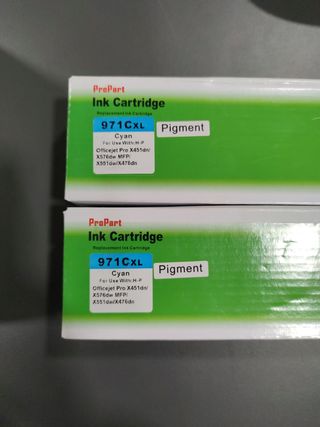 ProPart
Ink Cartridge
Replacement Ink Cartridge
971CXL
Cyan
For Use With:H-P
Officejet Pro X451dn/
X576dw MFP/
X551dw/X476dn
Pigment
ProPart
Ink Cartridge
Replacement Ink Cartridge
971CXL
Cyan
For Use With:H-P
Officejet Pro X451dn/
X576dw MFP/
X551dw/X476dn
Pigment